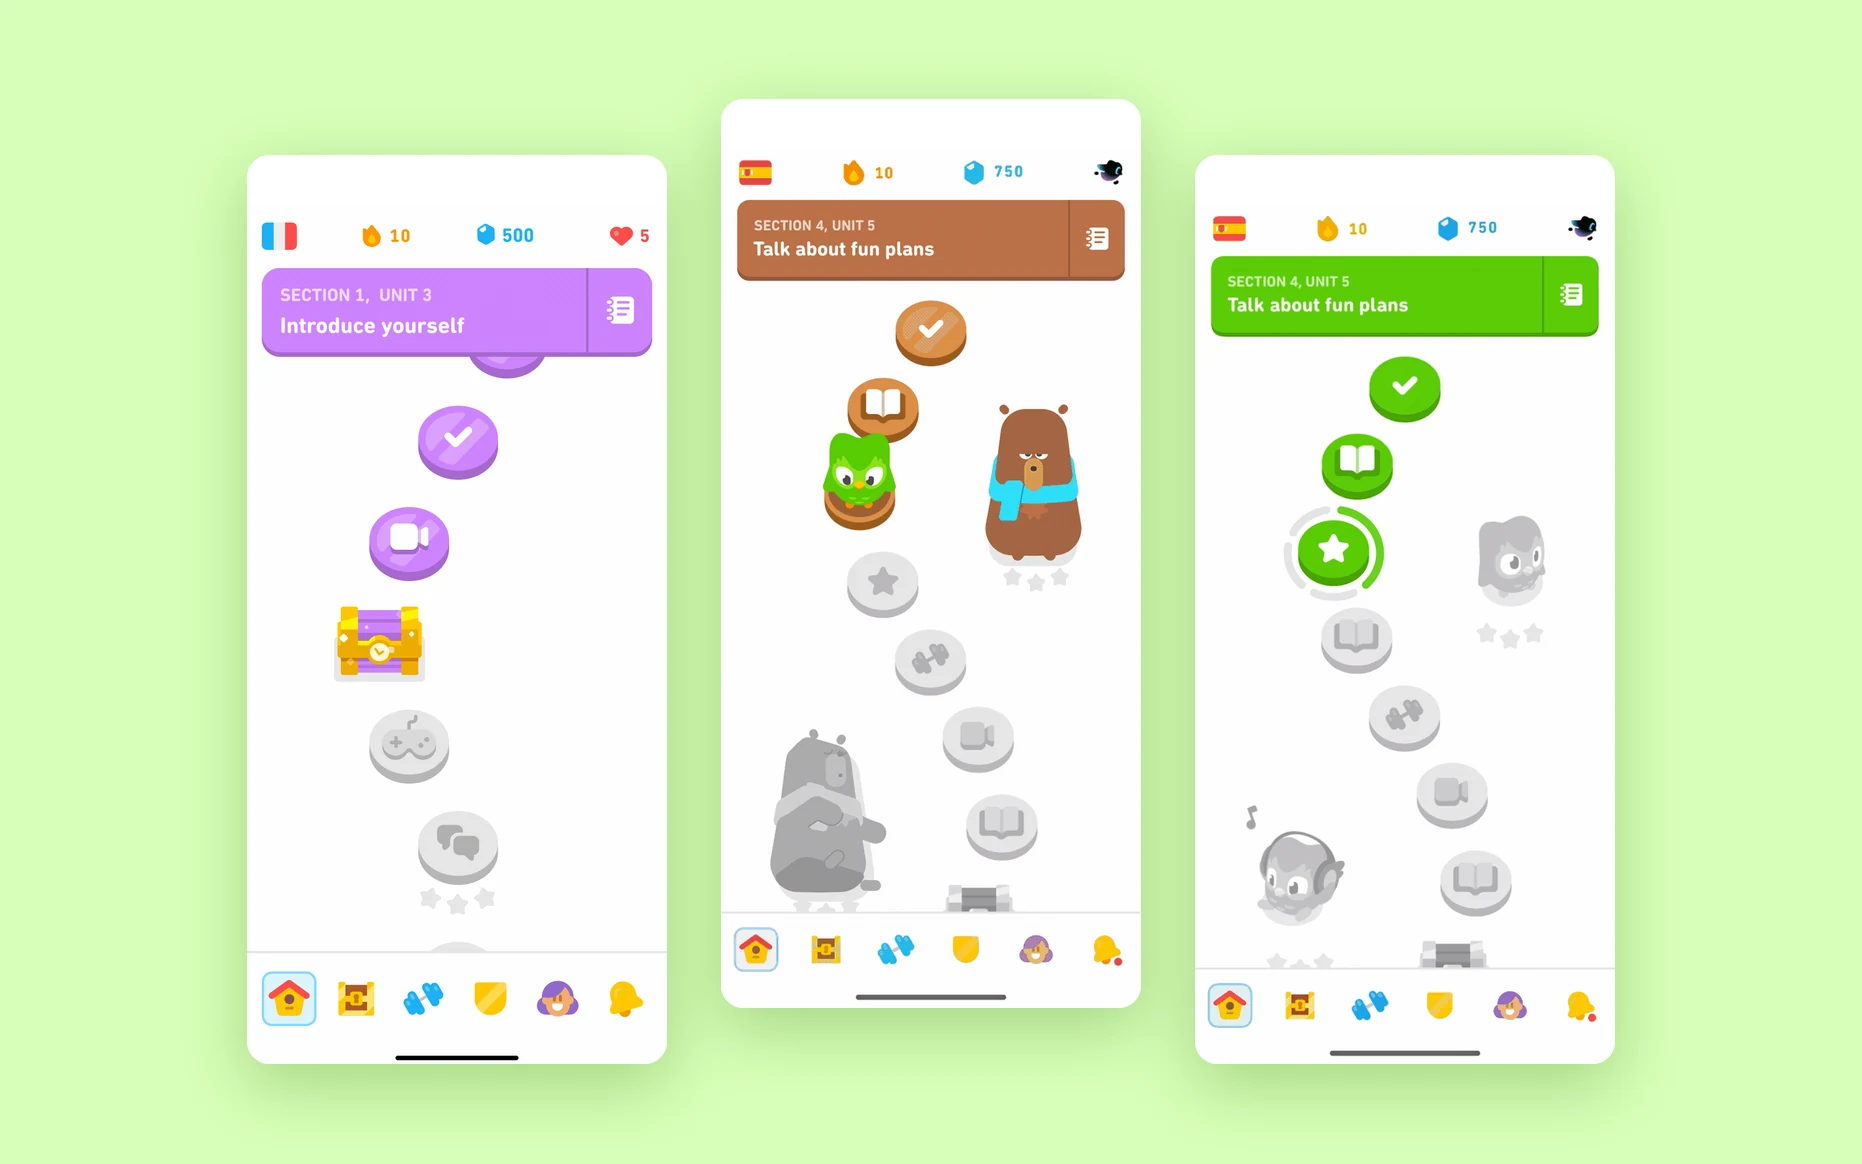 10
500
5
SECTION 1, UNIT 3
Introduce yourself
10
750
SECTION 4, UNIT 5
Talk about fun plans
10
750
SECTION 4, UNIT 5
Talk about fun plans